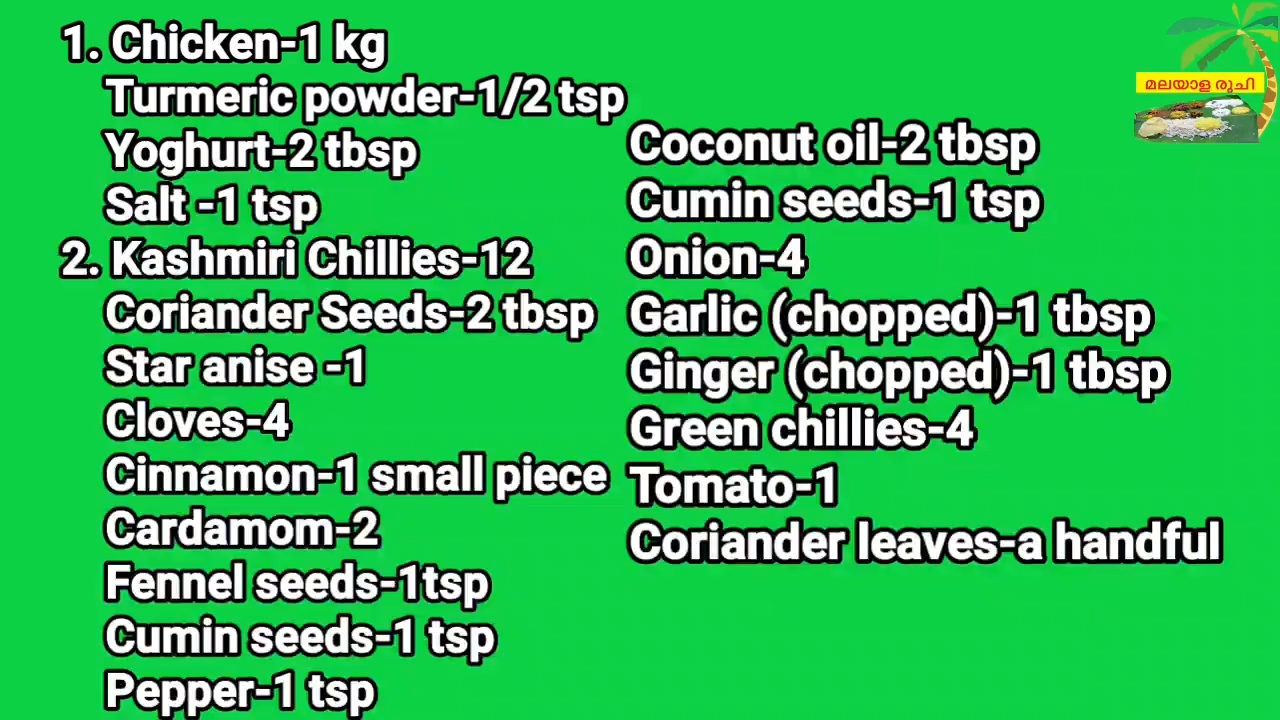 1. Chicken-1 kg
Turmeric powder-1/2 tsp
Yoghurt-2 tbsp
Salt -1 tsp
2. Kashmiri Chillies-12
Coriander Seeds-2 tbsp
Star anise -1
Cloves-4
Cinnamon-1 small piece
Cardamom-2
Fennel seeds-1tsp
Cumin seeds-1 tsp
Pepper-1 tsp
മലയാള രുചി
Coconut oil-2 tbsp
Cumin seeds-1 tsp
Onion-4
Garlic (chopped)-1 tbsp
Ginger (chopped)-1 tbsp
Green chillies-4
Tomato-1
Coriander leaves-a handful